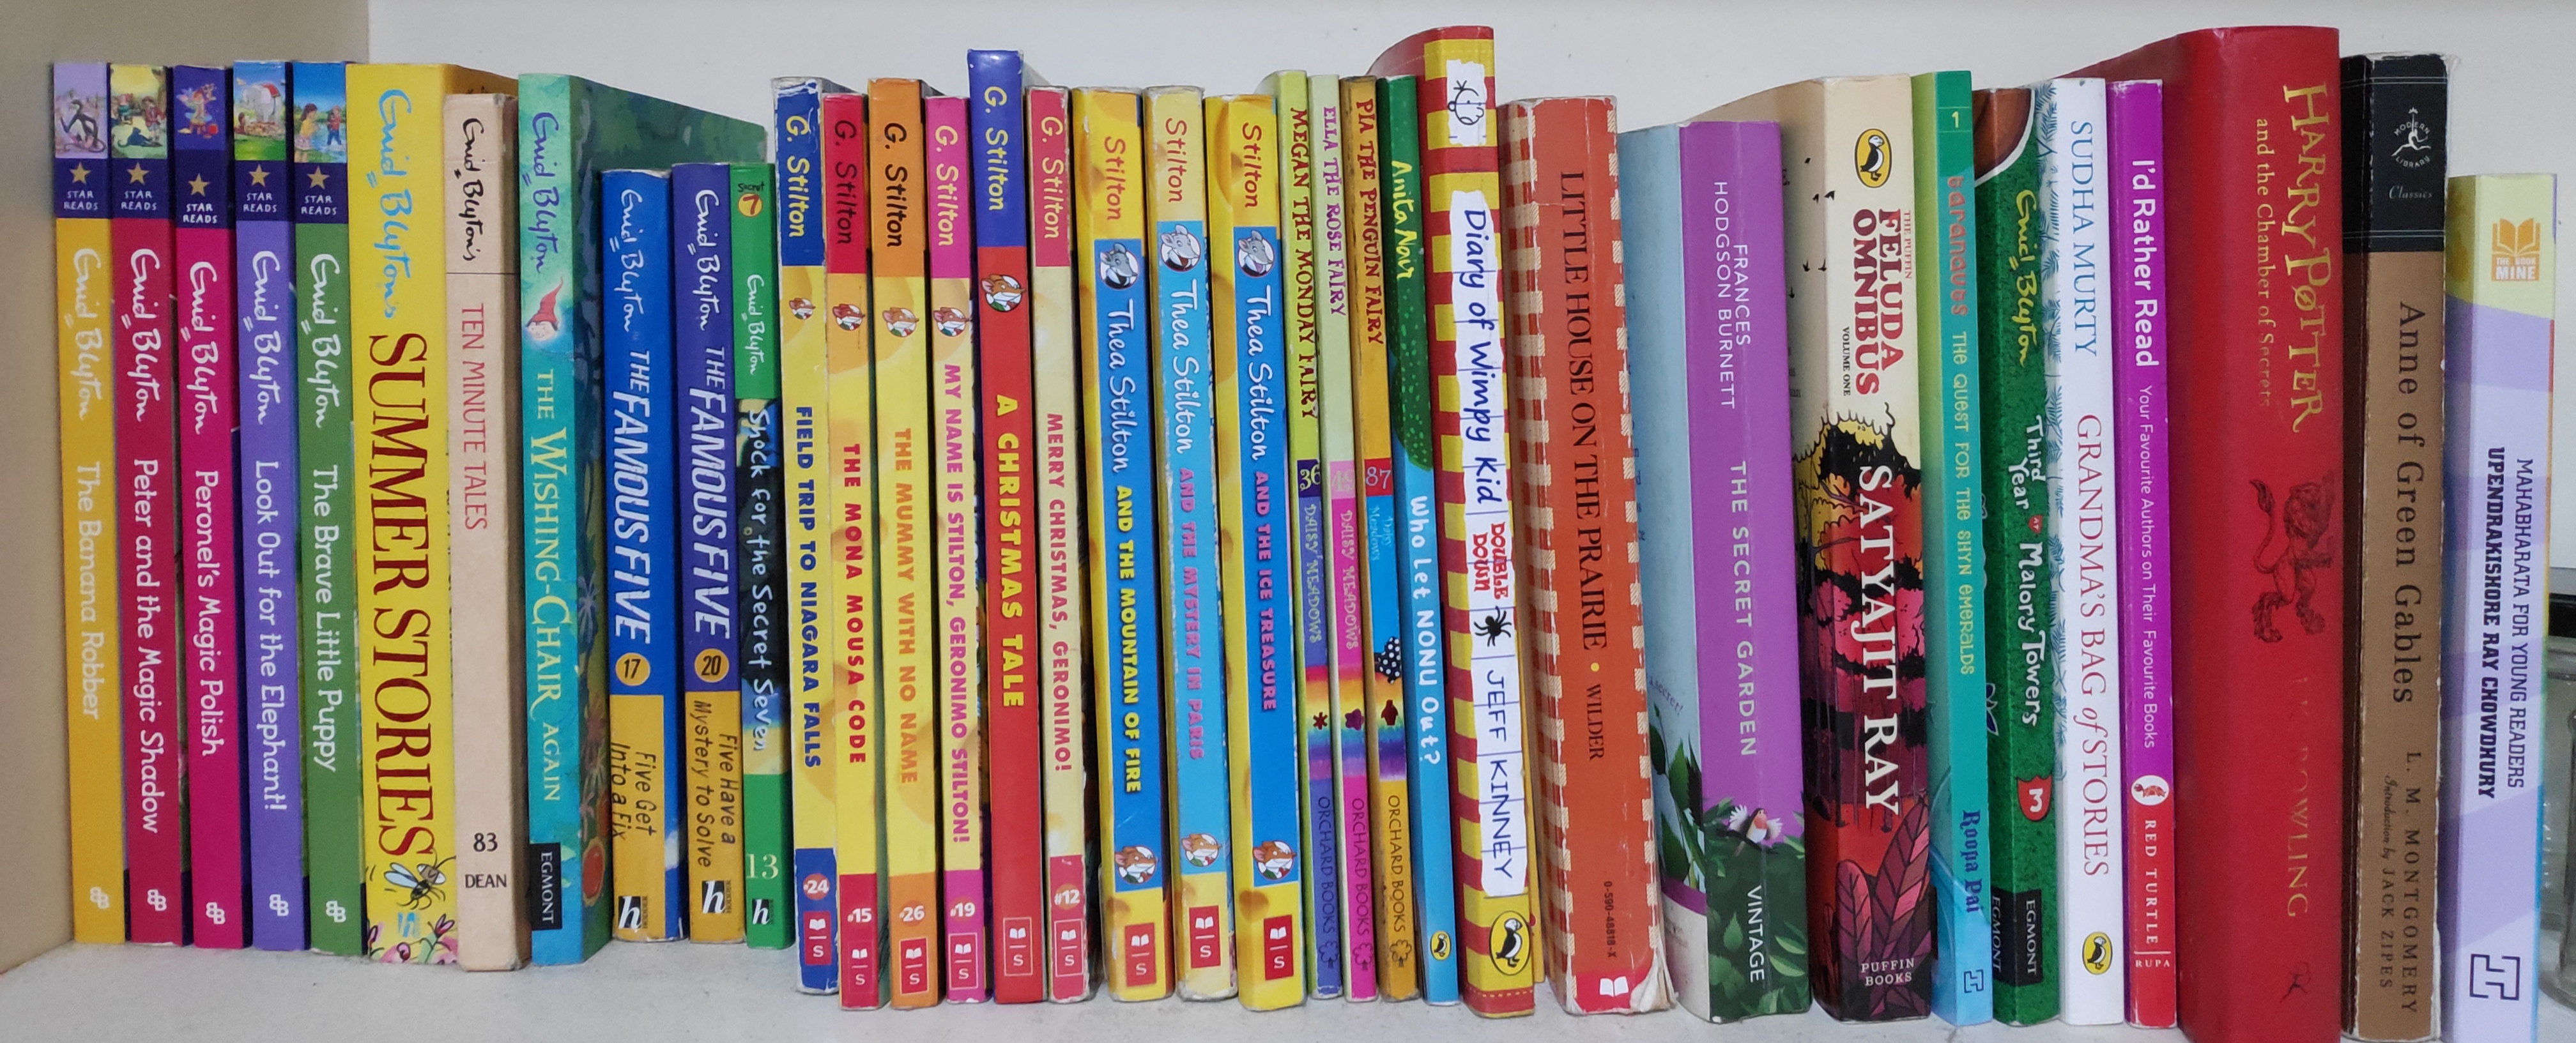 STAR
READS
Enid Blyton The Banana Robber
STAR
READS
Enid Blyton Peter and the Magic Shadow
STAR
READS
Enid Blyton Peronel's Magic Polish
STAR
READS
Enid Blyton Look Out for the Elephant!
STAR
READS
Enid Blyton The Brave Little Puppy
Enid Blyton's SUMMER STORIES
Enid Blyton's TEN MINUTE TALES 83 DEAN
Enid Blyton THE WISHING-CHAIR AGAIN EGMONT
Enid Blyton THE FAMOUS FIVE 17 Five Get
Into a Fix
h
Enid Blyton THE FAMOUS FIVE 20 Five Have a
Mystery to Solve
h
Secret
7
Enid Blyton Shock for the Secret Seven 13
h
G. Stilton FIELD TRIP TO NIAGARA FALLS #24
S
G. Stilton THE MONA MOUSA CODE #15
S
G. Stilton THE MUMMY WITH NO NAME #26
S
G. Stilton MY NAME IS STILTON, GERONIMO STILTON! #19
S
G. Stilton A CHRISTMAS TALE
S
G. Stilton MERRY CHRISTMAS, GERONIMO! #12
S
Stilton Thea Stilton AND THE MOUNTAIN OF FIRE
S
Stilton Thea Stilton AND THE MYSTERY IN PARIS
S
Stilton Thea Stilton AND THE ICE TREASURE
S
MEGAN THE MONDAY FAIRY 36 DAISY MEADOWS ORCHARD BOOKS
ELLA THE ROSE FAIRY DAISY MEADOWS ORCHARD BOOKS
PIA THE PENGUIN FAIRY 87 Daisy
Meadows ORCHARD BOOKS
Anita Nair Who Let NONU Out?
Diary of a Wimpy Kid DOUBLE
DOWN JEFF KINNEY
LITTLE HOUSE ON THE PRAIRIE • WILDER 0-590-48818-X
FRANCES
HODGSON BURNETT THE SECRET GARDEN VINTAGE
THE PUFFIN
FELUDA
OMNIBUS
VOLUME ONE
SATYAJIT RAY
PUFFIN
BOOKS
1
taranauts THE QUEST FOR THE SHYN EMERALDS Roopa Pai
Enid Blyton Third
Year AT Malory Towers m EGMONT
EGMONT
SUDHA MURTY GRANDMA'S BAG of STORIES
I'd Rather Read Your Favourite Authors on Their Favourite Books RED TURTLE RUPA
HARRY POTTER
and the Chamber of Secrets
ROWLING
MODERN
LIBRARY
Classics
Anne of Green Gables L. M. MONTGOMERY
Introduction by JACK ZIPES
THE BOOK
MINE
MAHABHARATA FOR YOUNG READERS
UPENDRAKISHORE RAY CHOWDHURY